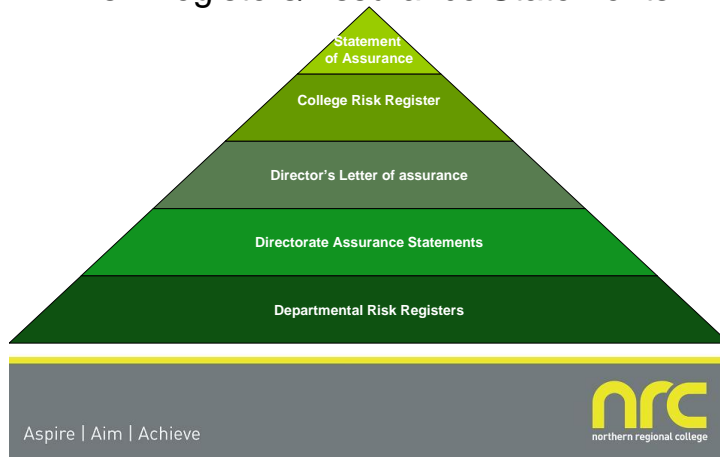 Statement
of Assurance
College Risk Register
Director's Letter of assurance
Directorate Assurance Statements
Departmental Risk Registers
Aspire | Aim | Achieve
nrc
northern regional college